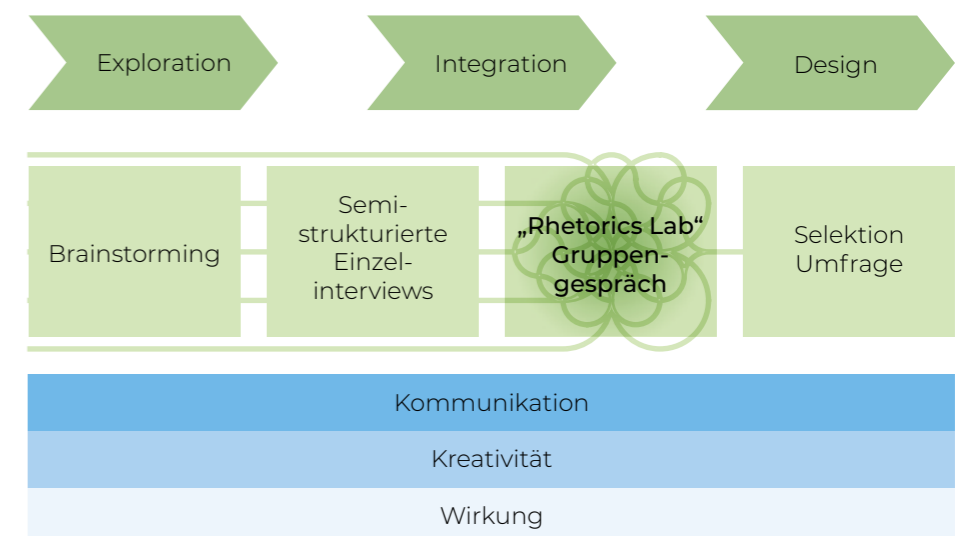 Exploration
Integration
Design
Brainstorming
Semi-
strukturierte
Einzel-
interviews
„Rhetorics Lab“
Gruppen-
gespräch
Selektion
Umfrage
Kommunikation
Kreativität
Wirkung